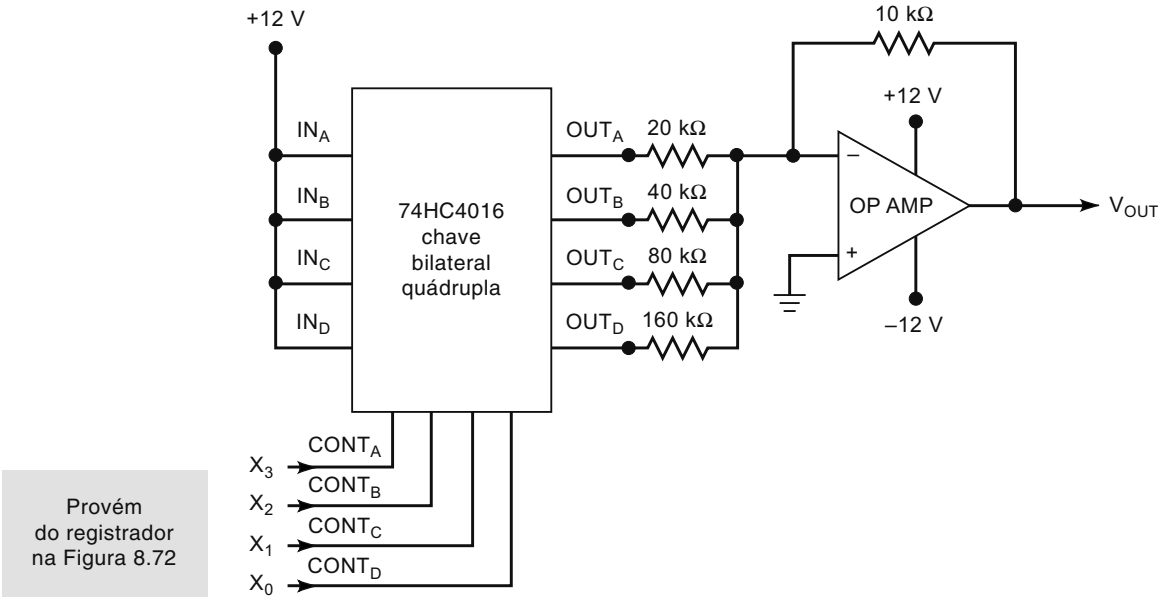 +12 V
10 kΩ
+12 V
IN_A
OUT_A
20 kΩ
IN_B
OUT_B
40 kΩ
IN_C
OUT_C
80 kΩ
IN_D
OUT_D
160 kΩ
74HC4016
chave
bilateral
quádrupla
–
OP AMP
+
–12 V
V_OUT
X_3
CONT_A
X_2
CONT_B
X_1
CONT_C
X_0
CONT_D
Provém
do registrador
na Figura 8.72